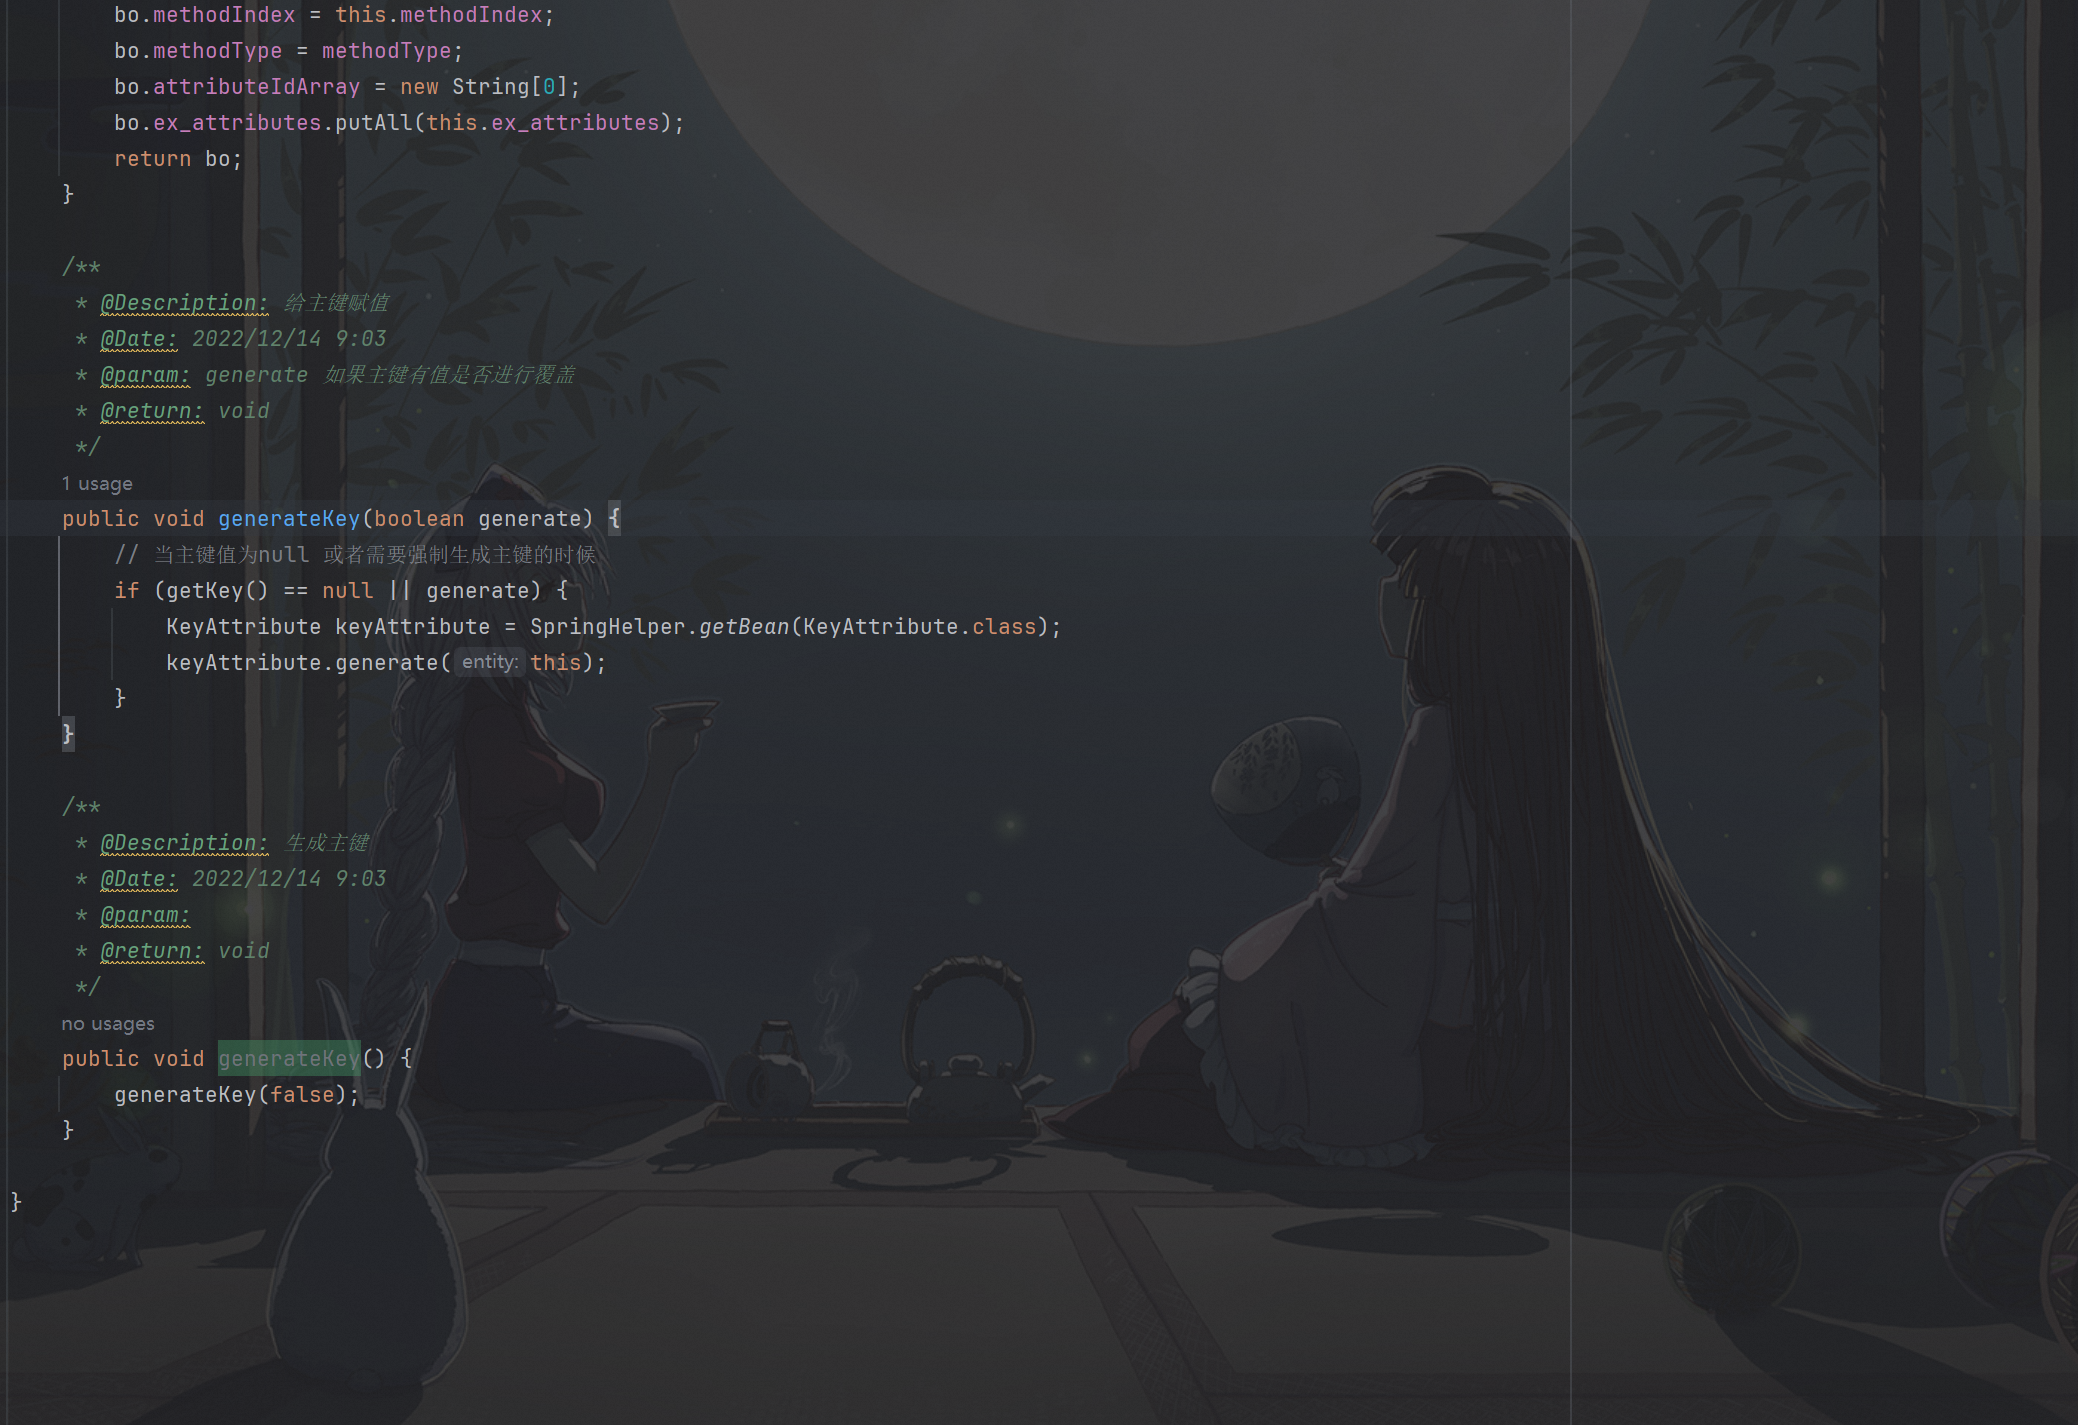 bo.methodIndex = this.methodIndex;
bo.methodType = methodType;
bo.attributeIdArray = new String[0];
bo.ex_attributes.putAll(this.ex_attributes);
return bo;
}
/**
* @Description: 给主键赋值
* @Date: 2022/12/14 9:03
* @param: generate 如果主键有值是否进行覆盖
* @return: void
*/
1 usage
public void generateKey(boolean generate) {
// 当主键值为null 或者需要强制生成主键的时候
if (getKey() == null || generate) {
KeyAttribute keyAttribute = SpringHelper.getBean(KeyAttribute.class);
keyAttribute.generate( entity: this);
}
}
/**
* @Description: 生成主键
* @Date: 2022/12/14 9:03
* @param:
* @return: void
*/
no usages
public void generateKey() {
generateKey(false);
}
}